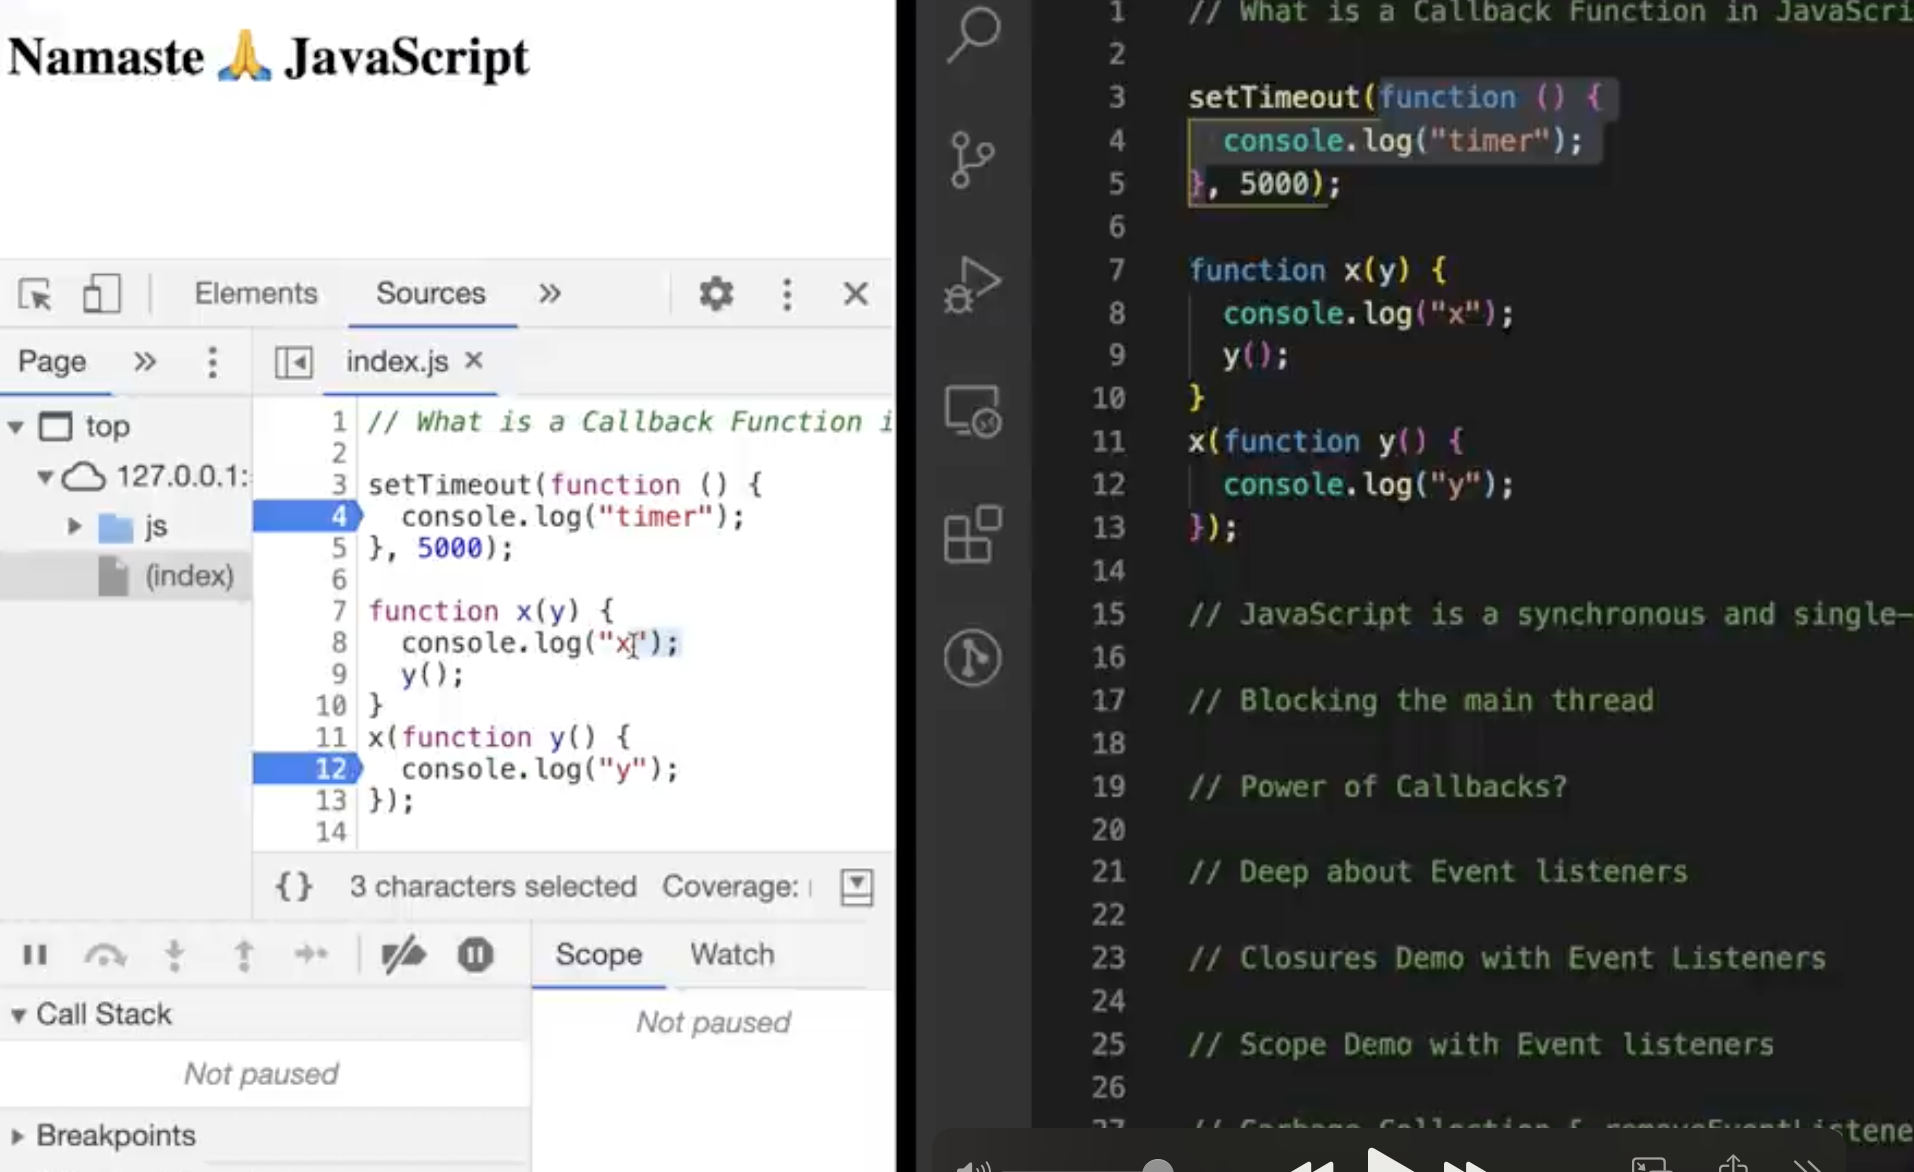 Namaste 🙏 JavaScript
Elements Sources »
Page »
index.js ×
top
127.0.0.1:
js
(index)
1 // What is a Callback Function i
2
3 setTimeout(function () {
4 console.log("timer");
5 }, 5000);
6
7 function x(y) {
8 console.log("x");
9 y();
10 }
11 x(function y() {
12 console.log("y");
13 });
14
{} 3 characters selected Coverage:
Scope Watch
Call Stack
Not paused
Not paused
Breakpoints
1 // What is a Callback Function in JavaScri
2
3 setTimeout(function () {
4 console.log("timer");
5 }, 5000);
6
7 function x(y) {
8 console.log("x");
9 y();
10 }
11 x(function y() {
12 console.log("y");
13 });
14
15 // JavaScript is a synchronous and single-
16
17 // Blocking the main thread
18
19 // Power of Callbacks?
20
21 // Deep about Event listeners
22
23 // Closures Demo with Event Listeners
24
25 // Scope Demo with Event listeners
26
27 // Garbage Collection & removeEventListene